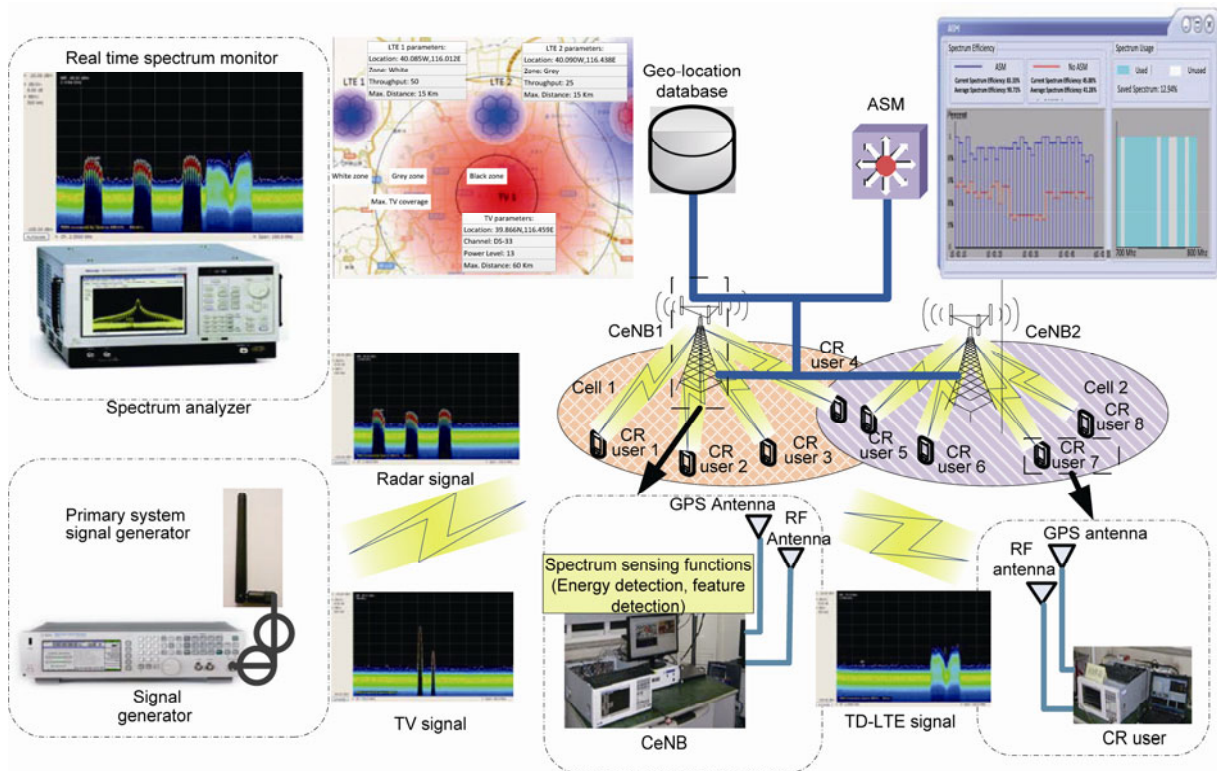 Real time spectrum monitor
Spectrum analyzer
LTE 1 parameters:
Location: 40.085W,116.012E
Zone: White
Throughput: 50
Max. Distance: 15 Km
LTE 2 parameters:
Location: 40.090W,116.438E
Zone: Grey
Throughput: 25
Max. Distance: 15 Km
LTE 1
LTE 2
White zone
Grey zone
Black zone
Max. TV coverage
TV parameters:
Location: 39.866N,116.459E
Channel: DS-33
Power Level: 13
Max. Distance: 60 Km
Geo-location
database
ASM
ASM
Spectrum Efficiency
ASM
No ASM
Spectrum Usage
Used
Unused
Saved Spectrum: 12.94%
700 Mhz
CeNB1
CeNB2
Cell 1
Cell 2
CR
user 1
CR
user 2
CR
user 3
CR
user 4
CR
user 5
CR
user 6
CR
user 7
CR
user 8
Radar signal
Primary system
signal generator
Signal
generator
TV signal
GPS Antenna
RF
Antenna
Spectrum sensing functions
(Energy detection, feature
detection)
CeNB
TD-LTE signal
GPS antenna
RF
antenna
CR user